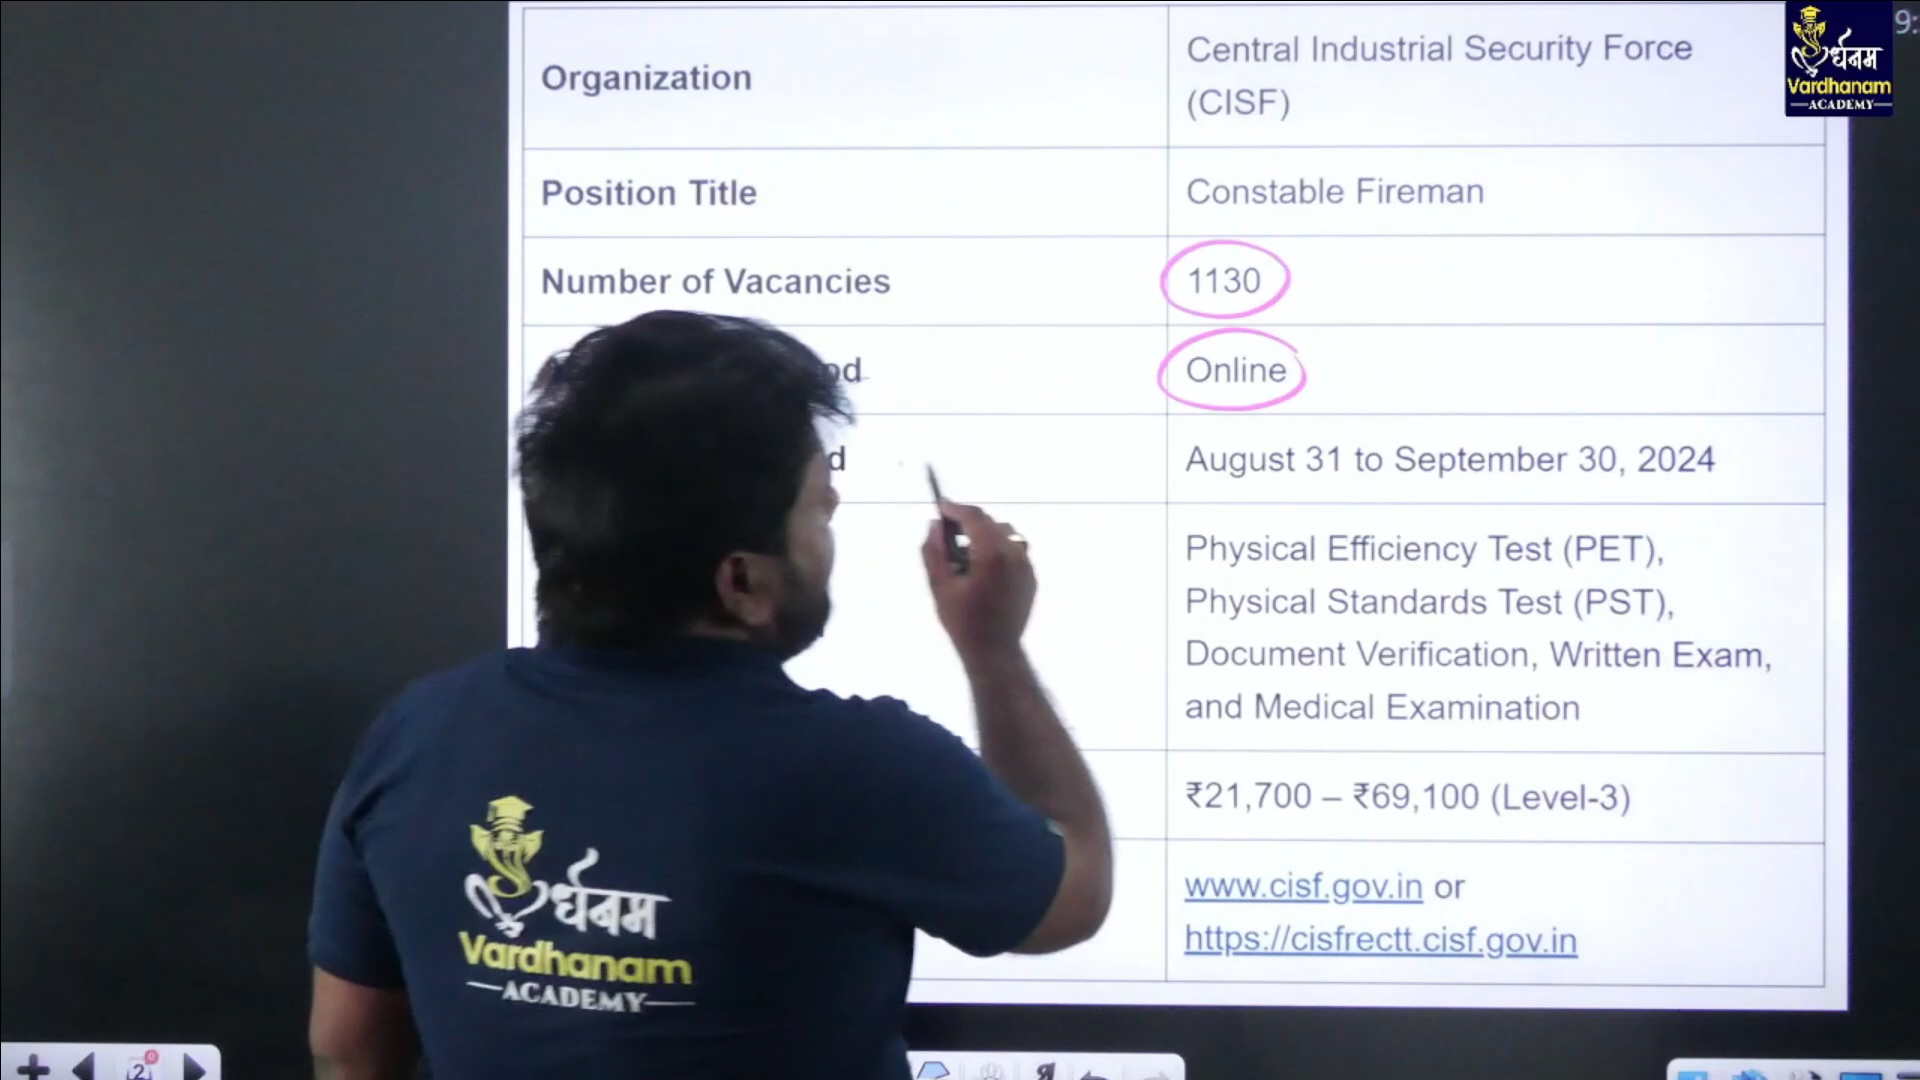 Organization
Central Industrial Security Force
(CISF)
Position Title
Constable Fireman
Number of Vacancies
1130
Online
August 31 to September 30, 2024
Physical Efficiency Test (PET),
Physical Standards Test (PST),
Document Verification, Written Exam,
and Medical Examination
₹21,700 – ₹69,100 (Level-3)
www.cisf.gov.in or
https://cisfrectt.cisf.gov.in
र्धनम
Vardhanam
ACADEMY
र्धनम
Vardhanam
ACADEMY
2